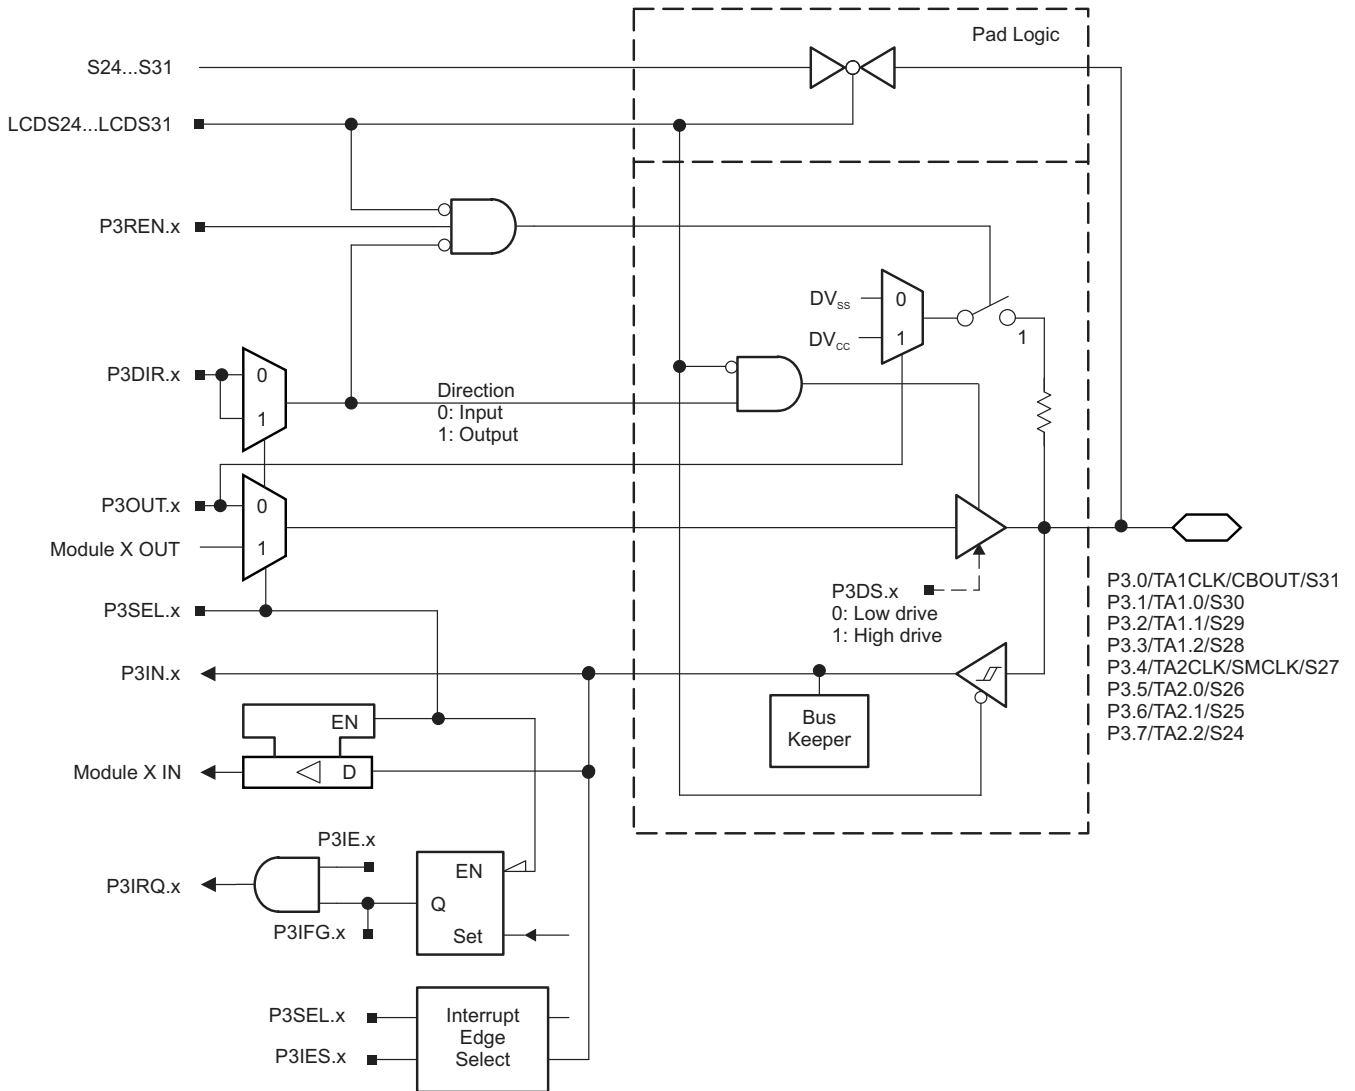 Pad Logic
S24...S31
LCDS24...LCDS31
P3REN.x
DVSS
0
DVCC
1
1
P3DIR.x
0
1
Direction
0: Input
1: Output
P3OUT.x
0
Module X OUT
1
P3SEL.x
P3DS.x
0: Low drive
1: High drive
P3.0/TA1CLK/CBOUT/S31
P3.1/TA1.0/S30
P3.2/TA1.1/S29
P3.3/TA1.2/S28
P3.4/TA2CLK/SMCLK/S27
P3.5/TA2.0/S26
P3.6/TA2.1/S25
P3.7/TA2.2/S24
P3IN.x
Bus
Keeper
EN
Module X IN
D
P3IE.x
P3IRQ.x
EN
Q
P3IFG.x
Set
P3SEL.x
P3IES.x
Interrupt
Edge
Select